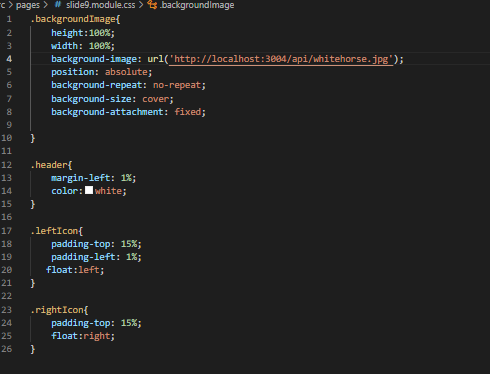 rc > pages > # slide9.module.css > .backgroundImage
1 .backgroundImage{
2 height:100%;
3 width: 100%;
4 background-image: url('http://localhost:3004/api/whitehorse.jpg');
5 position: absolute;
6 background-repeat: no-repeat;
7 background-size: cover;
8 background-attachment: fixed;
9
10 }
11
12 .header{
13 margin-left: 1%;
14 color: white;
15 }
16
17 .leftIcon{
18 padding-top: 15%;
19 padding-left: 1%;
20 float:left;
21 }
22
23 .rightIcon{
24 padding-top: 15%;
25 float:right;
26 }